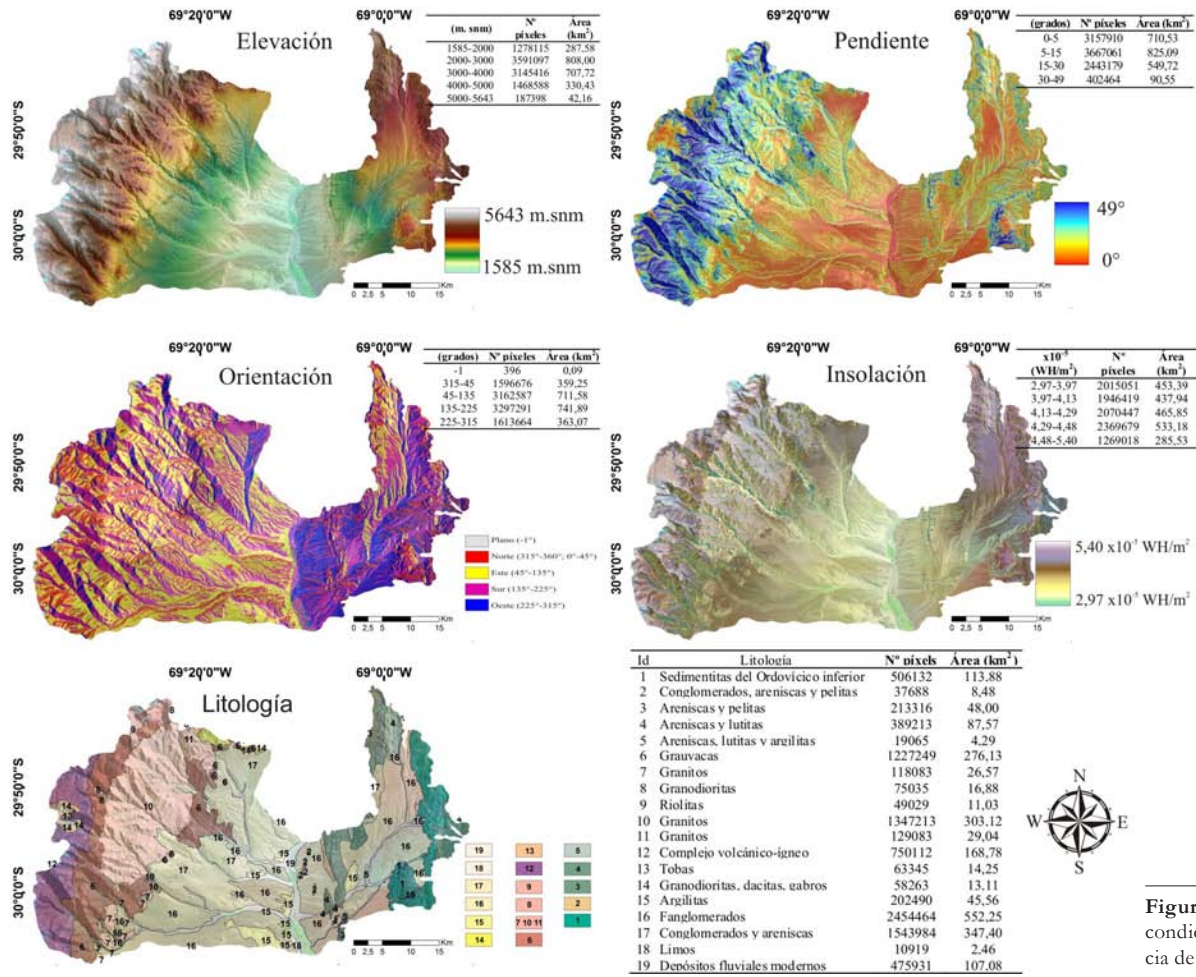 69°20'0"W
69°0'0"W
Elevación
(m. snm) Nº píxeles Área (km²)
1585-2000 1278115 287,58
2000-3000 3591097 808,00
3000-4000 3145416 707,72
4000-5000 1468588 330,43
5000-5643 187398 42,16
29°50'0"S
30°0'0"S
5643 m.snm
1585 m.snm
0 2,5 5 10 15 Km
69°20'0"W
69°0'0"W
Pendiente
(grados) Nº píxeles Área (km²)
0-5 3157910 710,53
5-15 3667061 825,09
15-30 2443179 549,72
30-49 402464 90,55
29°50'0"S
30°0'0"S
49°
0°
0 2,5 5 10 15 Km
69°20'0"W
69°0'0"W
Orientación
(grados) Nº píxeles Área (km²)
-1 396 0,09
315-45 1596676 359,25
45-135 3162587 711,58
135-225 3297291 741,89
225-315 1613664 363,07
29°50'0"S
30°0'0"S
Plano (-1°)
Norte (315°-360°; 0°-45°)
Este (45°-135°)
Sur (135°-225°)
Oeste (225°-315°)
0 2,5 5 10 15 Km
69°20'0"W
69°0'0"W
Insolación
x10⁻⁵ (WH/m²) Nº píxeles Área (km²)
2,97-3,97 2015051 453,39
3,97-4,13 1946419 437,94
4,13-4,29 2070447 465,85
4,29-4,48 2369679 533,18
4,48-5,40 1269018 285,53
29°50'0"S
30°0'0"S
5,40 x10⁻⁵ WH/m²
2,97 x10⁻⁵ WH/m²
0 2,5 5 10 15 Km
69°20'0"W
69°0'0"W
Litología
29°50'0"S
30°0'0"S
19 13 5
18 12 4
17 9 3
16 8 2
15 7 10 11 1
14 6
0 2,5 5 10 15 Km
Id Litología Nº píxels Área (km²)
1 Sedimentitas del Ordovícico inferior 506132 113,88
2 Conglomerados, areniscas y pelitas 37688 8,48
3 Areniscas y pelitas 213316 48,00
4 Areniscas y lutitas 389213 87,57
5 Areniscas, lutitas y argilitas 19065 4,29
6 Grauvacas 1227249 276,13
7 Granitos 118083 26,57
8 Granodioritas 75035 16,88
9 Riolitas 49029 11,03
10 Granitos 1347213 303,12
11 Granitos 129083 29,04
12 Complejo volcánico-ígneo 750112 168,78
13 Tobas 63345 14,25
14 Granodioritas, dacitas, gabros 58263 13,11
15 Argilitas 202490 45,56
16 Fanglomerados 2454464 552,25
17 Conglomerados y areniscas 1543984 347,40
18 Limos 10919 2,46
19 Depósitos fluviales modernos 475931 107,08
N
W E
S
Figur
condic
cia de